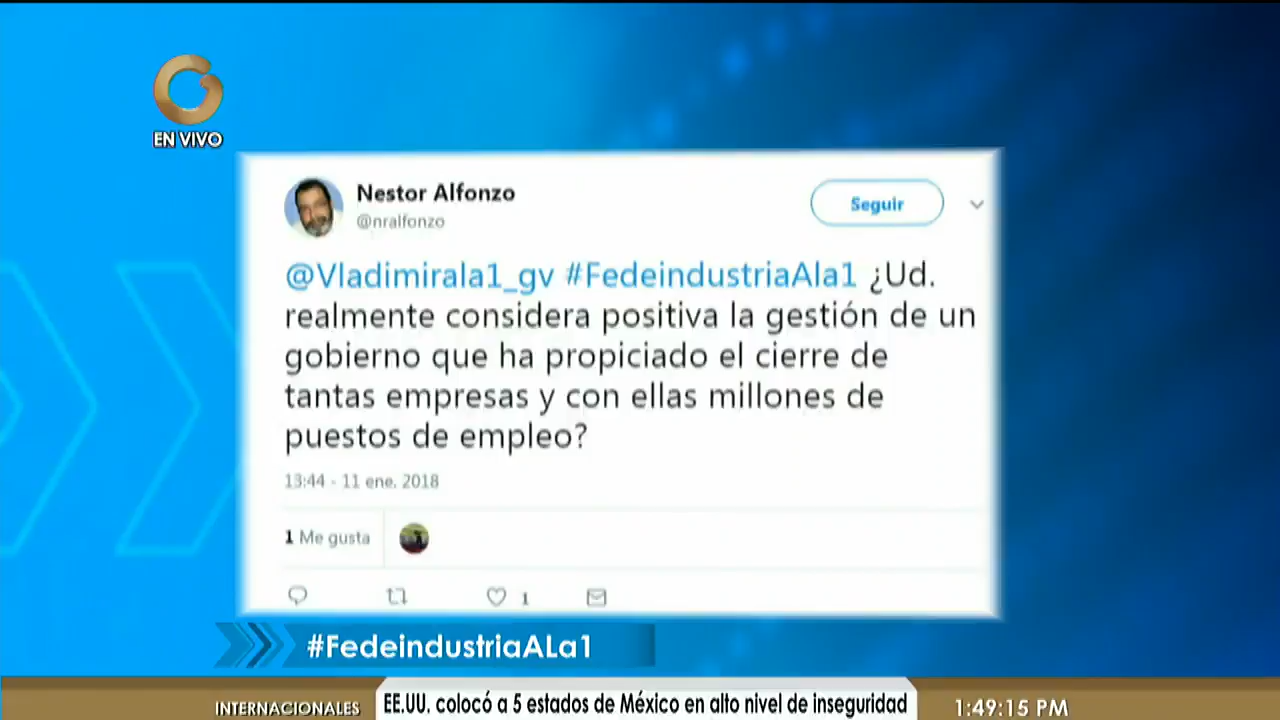 EN VIVO
Nestor Alfonzo
@nralfonzo
Seguir
@Vladimirala1_gv #FedeindustriaAla1 ¿Ud.
realmente considera positiva la gestión de un
gobierno que ha propiciado el cierre de
tantas empresas y con ellas millones de
puestos de empleo?
13:44 - 11 ene. 2018
1 Me gusta
1
#FedeindustriaALa1
INTERNACIONALES
EE.UU. colocó a 5 estados de México en alto nivel de inseguridad
1:49:15 PM